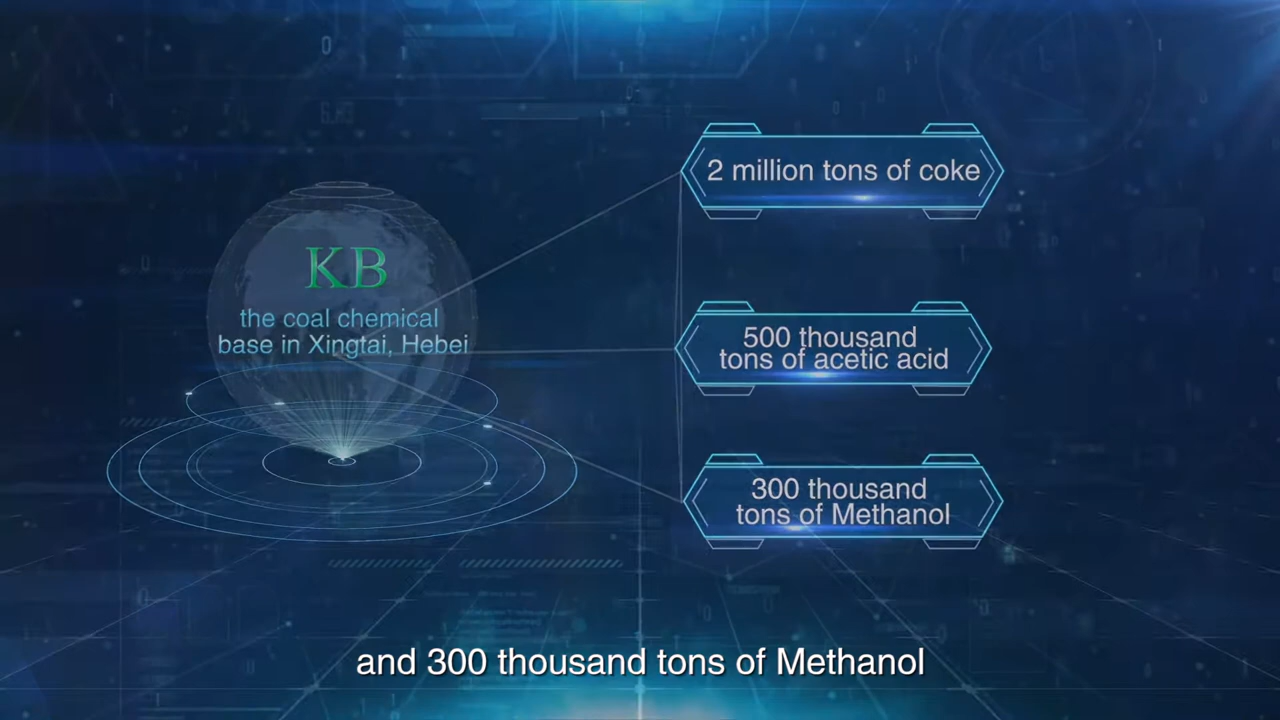 KB
the coal chemical
base in Xingtai, Hebei
2 million tons of coke
500 thousand
tons of acetic acid
300 thousand
tons of Methanol
and 300 thousand tons of Methanol